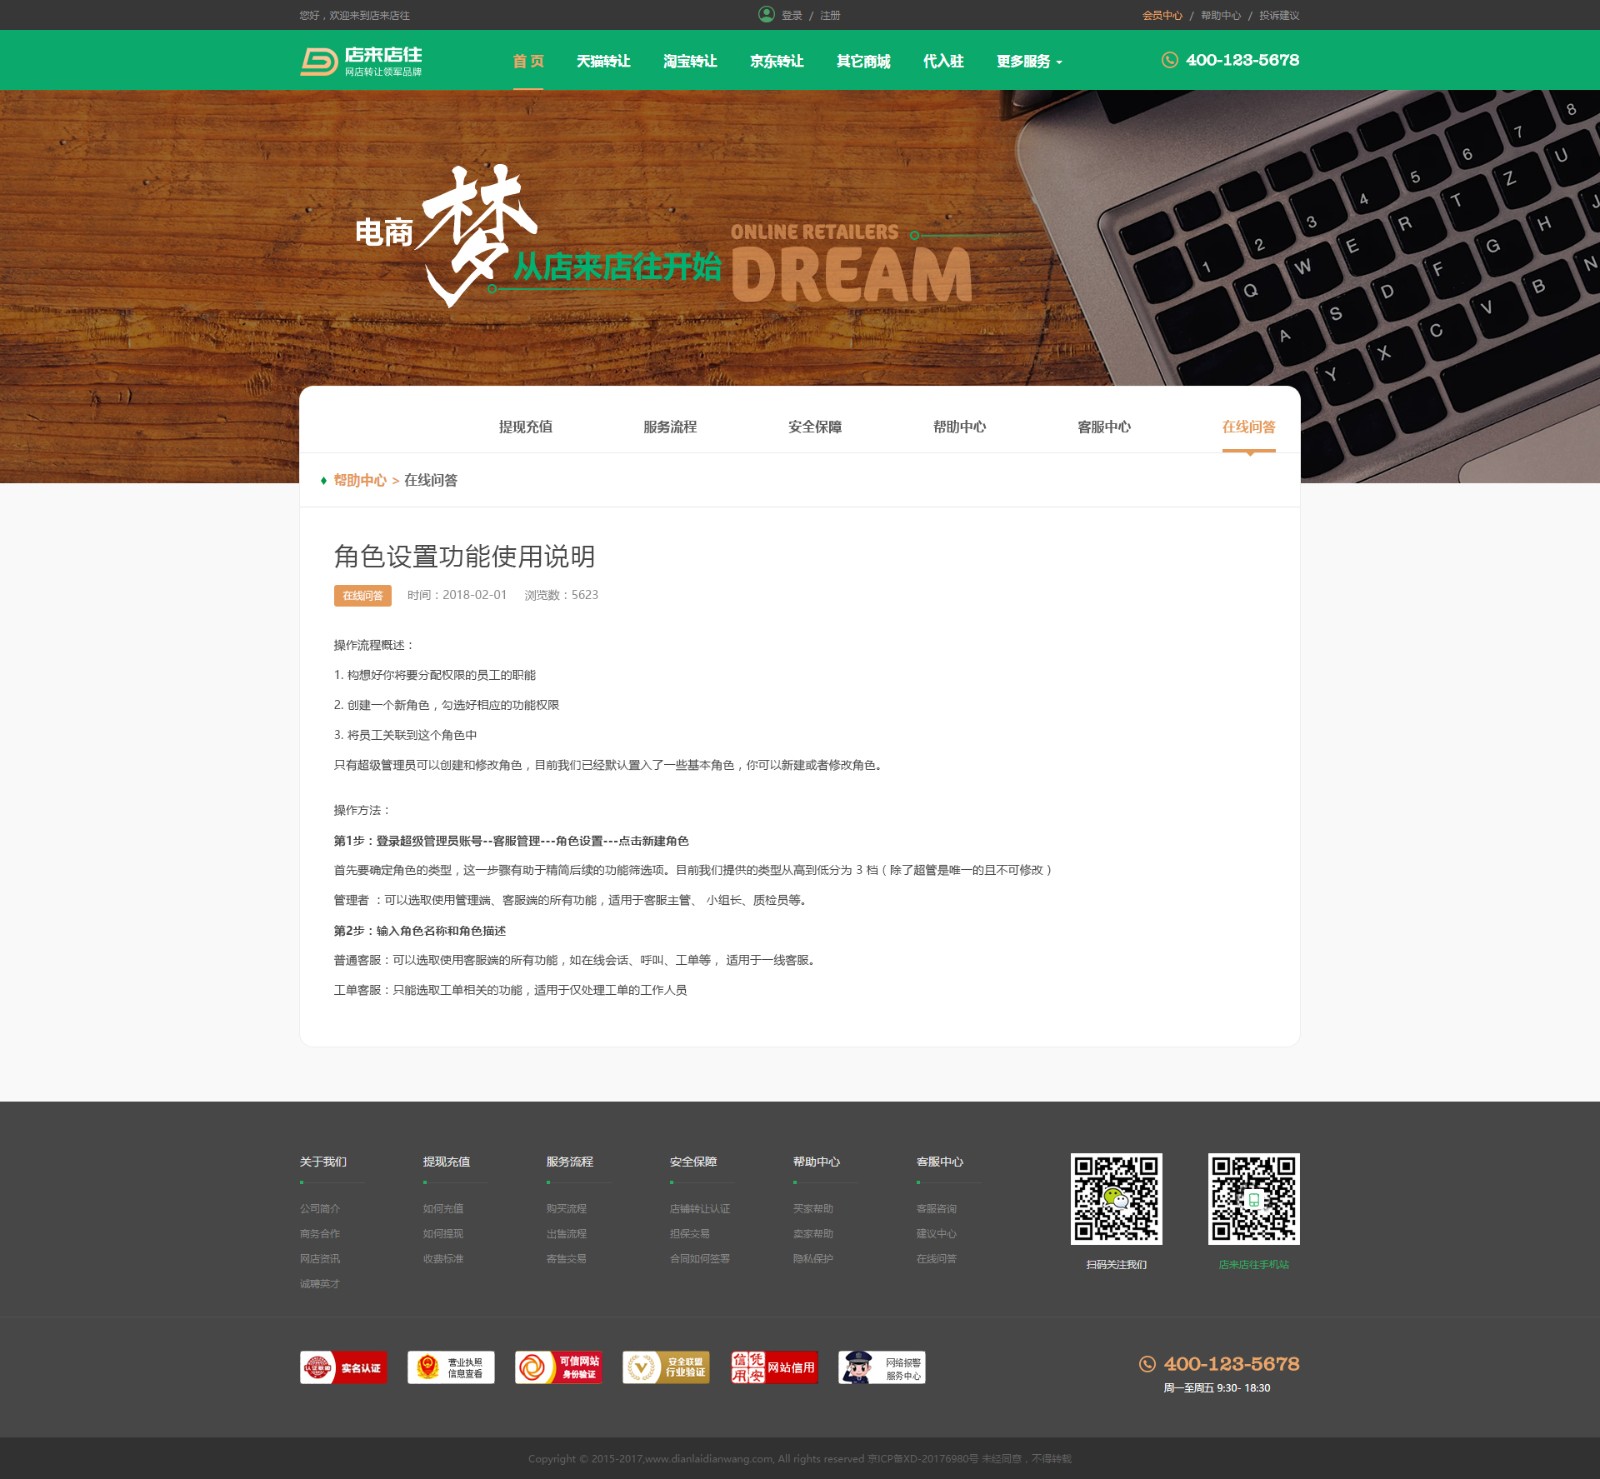 您好，欢迎来到店来店往
登录 / 注册
会员中心 / 帮助中心 / 投诉建议
店来店往
网店转让领军品牌
首 页
天猫转让
淘宝转让
京东转让
其它商城
代入驻
更多服务
400-123-5678
电商梦
从店来店往开始
ONLINE RETAILERS
DREAM
提现充值
服务流程
安全保障
帮助中心
客服中心
在线问答
帮助中心 > 在线问答
角色设置功能使用说明
在线问答 时间：2018-02-01 浏览数：5623
操作流程概述：
1. 构想好你将要分配权限的员工的职能
2. 创建一个新角色，勾选好相应的功能权限
3. 将员工关联到这个角色中
只有超级管理员可以创建和修改角色，目前我们已经默认置入了一些基本角色，你可以新建或者修改角色。
操作方法：
第1步：登录超级管理员账号--客服管理---角色设置---点击新建角色
首先要确定角色的类型，这一步骤有助于精简后续的功能筛选项。目前我们提供的类型从高到低分为 3 档（除了超管是唯一的且不可修改）
管理者 ：可以选取使用管理端、客服端的所有功能，适用于客服主管、 小组长、质检员等。
第2步：输入角色名称和角色描述
普通客服：可以选取使用客服端的所有功能，如在线会话、呼叫、工单等， 适用于一线客服。
工单客服：只能选取工单相关的功能，适用于仅处理工单的工作人员
关于我们
公司简介
商务合作
网店资讯
诚聘英才
提现充值
如何充值
如何提现
收费标准
服务流程
购买流程
出售流程
寄售交易
安全保障
店铺转让认证
担保交易
合同如何签署
帮助中心
买家帮助
卖家帮助
隐私保护
客服中心
客服咨询
建议中心
在线问答
扫码关注我们
店来店往手机站
实名认证
营业执照
信息查看
可信网站
身份验证
安全联盟
行业验证
网站信用
网络报警
服务中心
400-123-5678
周一至周五 9:30- 18:30
Copyright © 2015-2017,www.dianlaidianwang.com, All rights reserved 京ICP备XD-20176980号 未经同意，不得转载